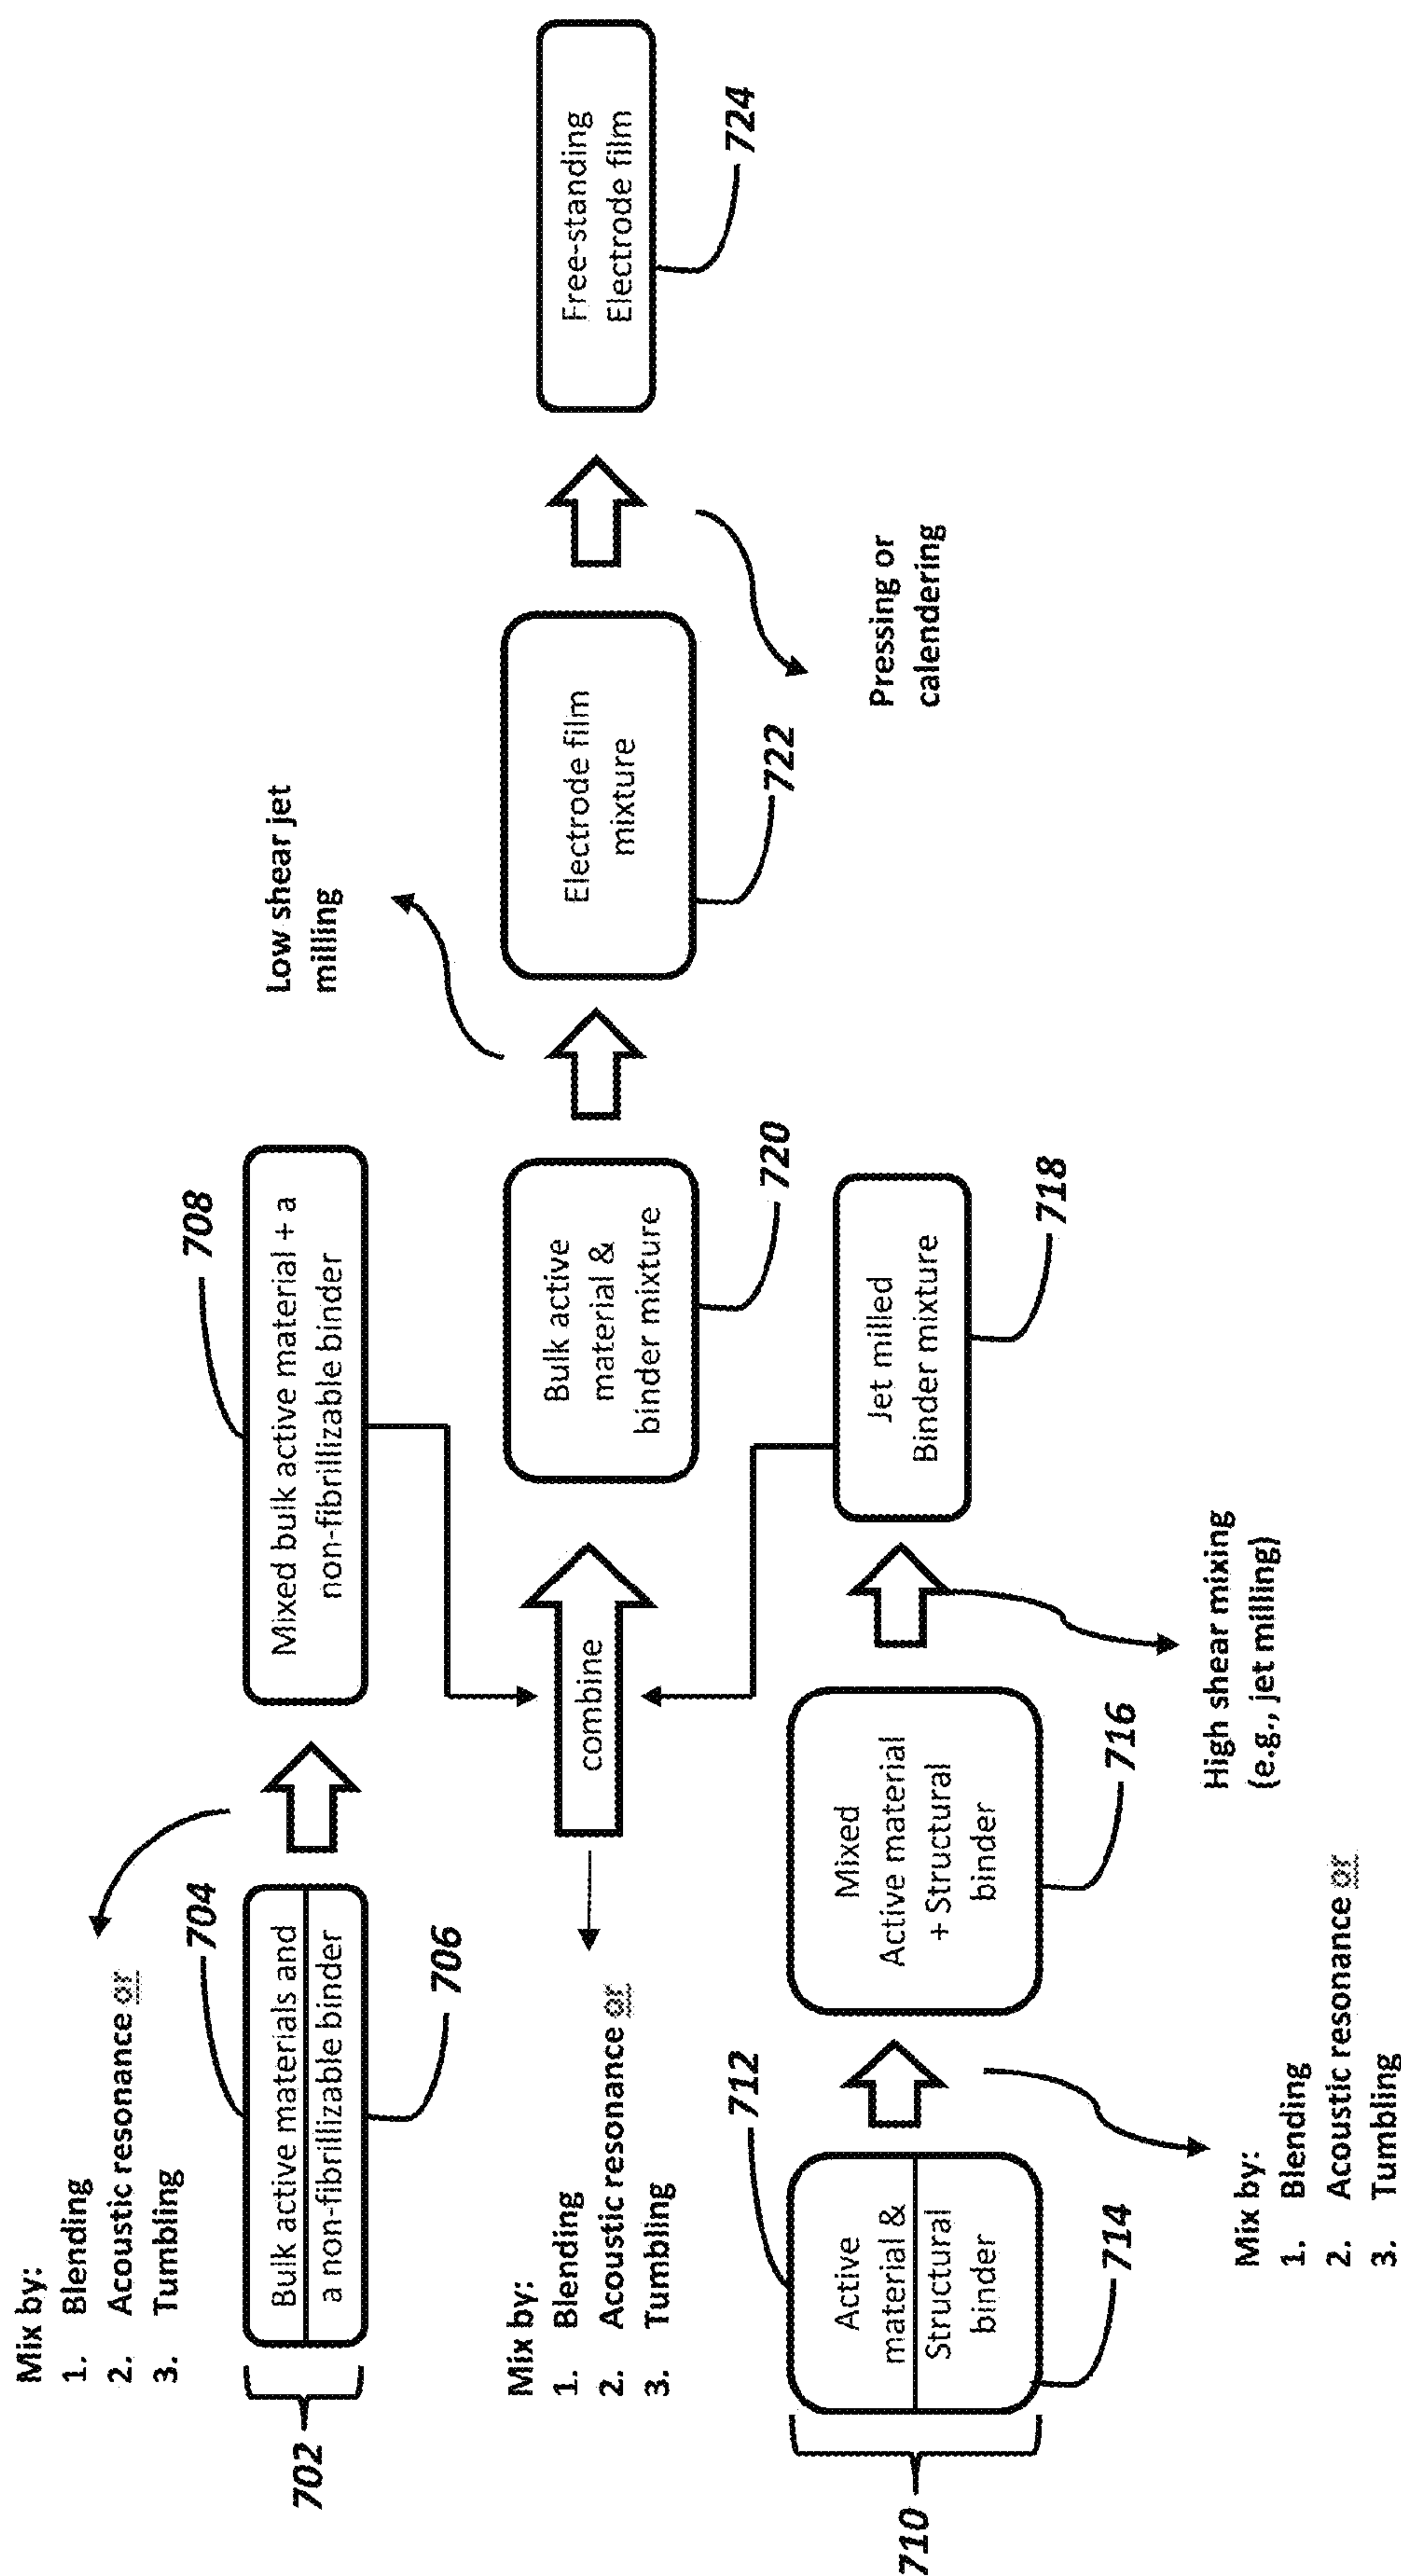 Mix by:
1. Blending
2. Acoustic resonance or
3. Tumbling
702
704
Bulk active materials and
a non-fibrillizable binder
706
708
Mixed bulk active material + a
non-fibrillizable binder
Mix by:
1. Blending
2. Acoustic resonance or
3. Tumbling
combine
Bulk active
material &
binder mixture
720
Low shear jet
milling
Electrode film
mixture
722
Pressing or
calendering
Free-standing
Electrode film
724
710
712
Active
material &
Structural
binder
714
Mix by:
1. Blending
2. Acoustic resonance or
3. Tumbling
Mixed
Active material
+ Structural
binder
716
High shear mixing
(e.g., jet milling)
Jet milled
Binder mixture
718